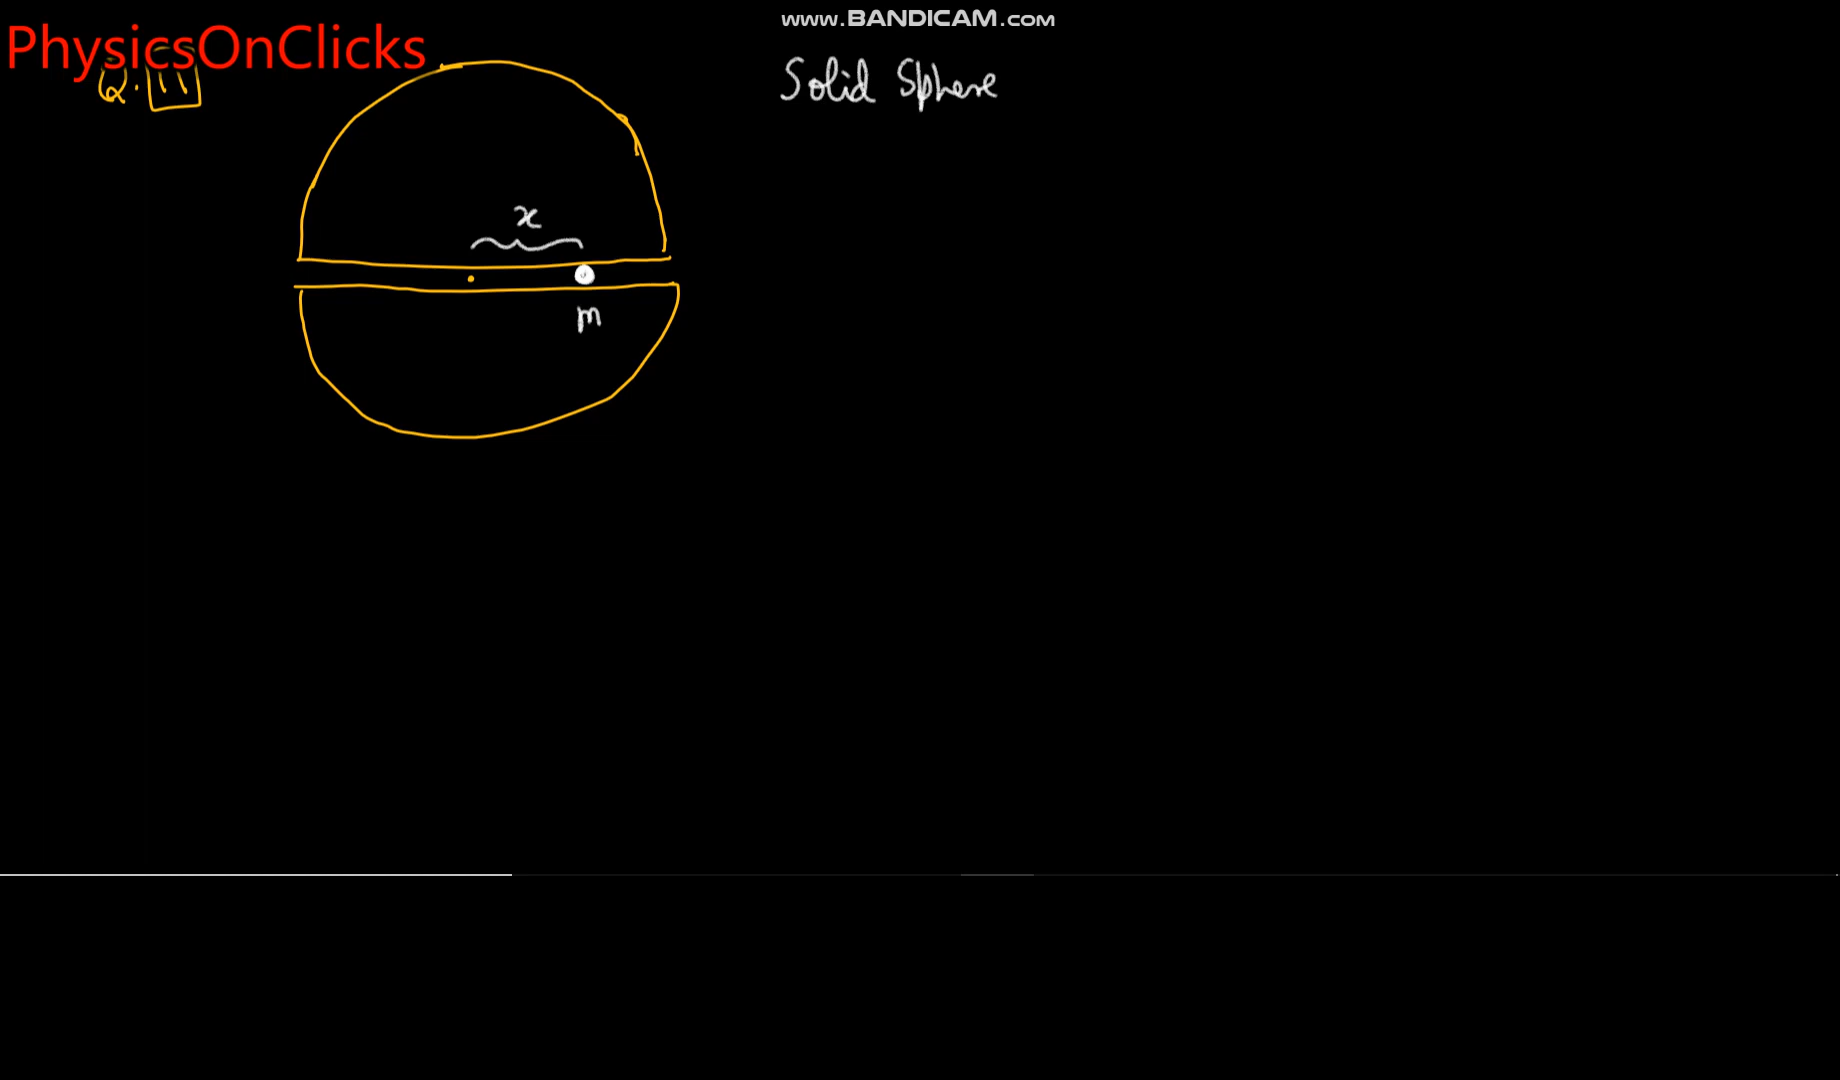 www.BANDICAM.com
PhysicsOnClicks
Q. 11
Solid Sphere
x
m